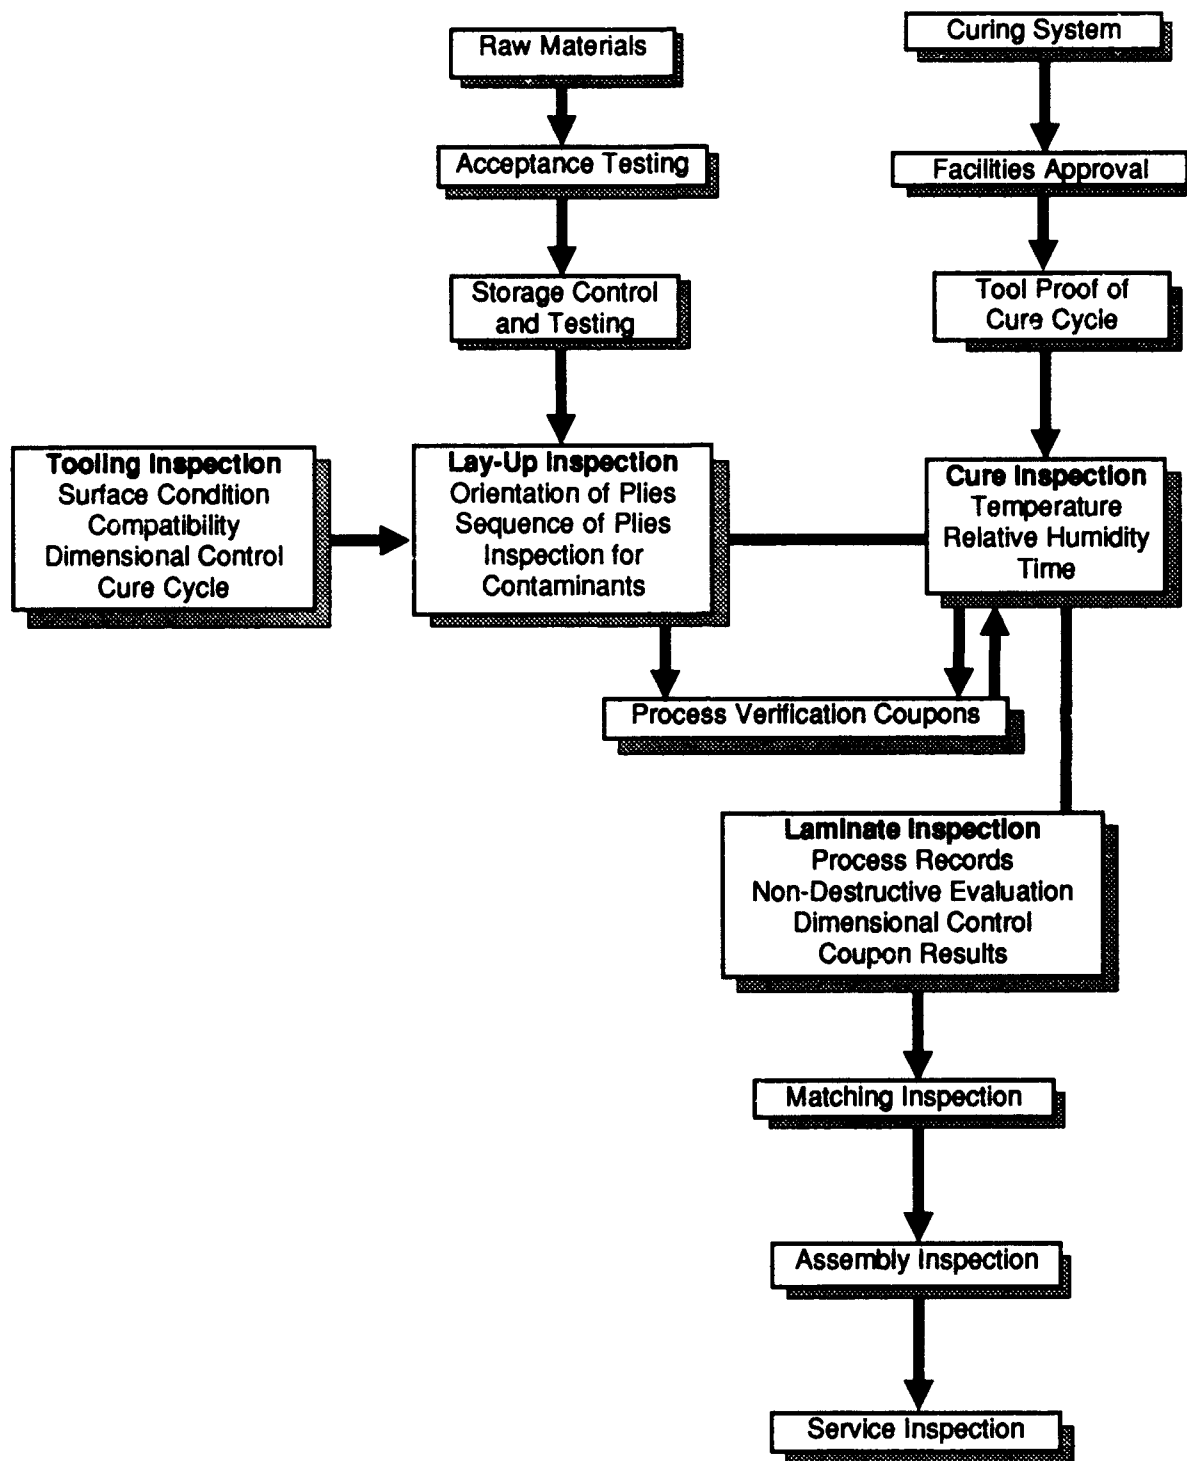 Raw Materials
Curing System
Acceptance Testing
Facilities Approval
Storage Control
and Testing
Tool Proof of
Cure Cycle
Tooling Inspection
Surface Condition
Compatibility
Dimensional Control
Cure Cycle
Lay-Up Inspection
Orientation of Plies
Sequence of Plies
Inspection for
Contaminants
Cure Inspection
Temperature
Relative Humidity
Time
Process Verification Coupons
Laminate Inspection
Process Records
Non-Destructive Evaluation
Dimensional Control
Coupon Results
Matching Inspection
Assembly Inspection
Service Inspection